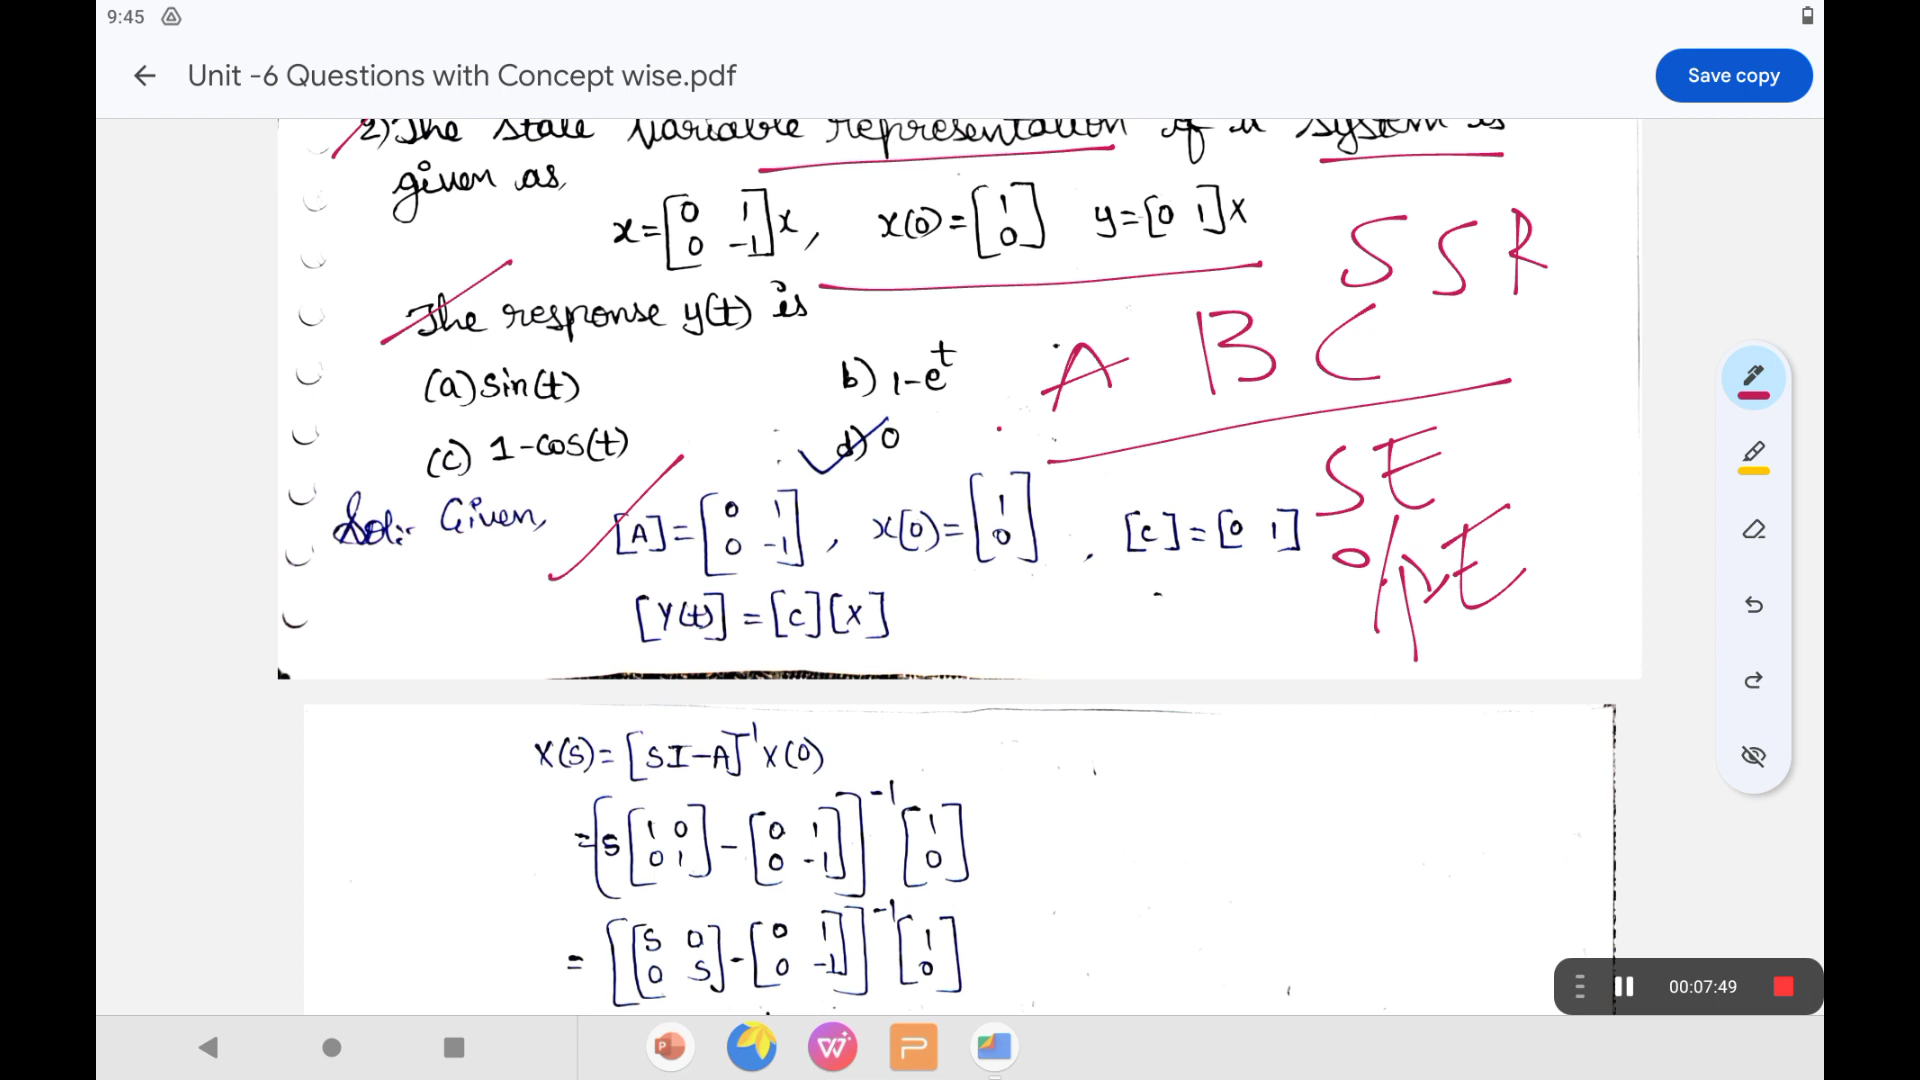 9:45
Unit -6 Questions with Concept wise.pdf
Save copy
2) The state variable representation of a system is
given as,
x = [0 1 0 -1] x, x(0) = [1 0] y = [0 1] x
SSR
The response y(t) is
A B C
(a) sin(t) b) 1-e^t
(c) 1-cos(t) d) 0
SE
Sol:- Given, [A] = [0 1 0 -1], x(0) = [1 0], [C] = [0 1]
o/p E
[Y(t)] = [C][X]
X(S) = [SI-A]^-1 X(0)
= [S[1 0 0 1] - [0 1 0 -1]]^-1 [1 0]
= [[S 0 0 S] - [0 1 0 -1]]^-1 [1 0]
00:07:49